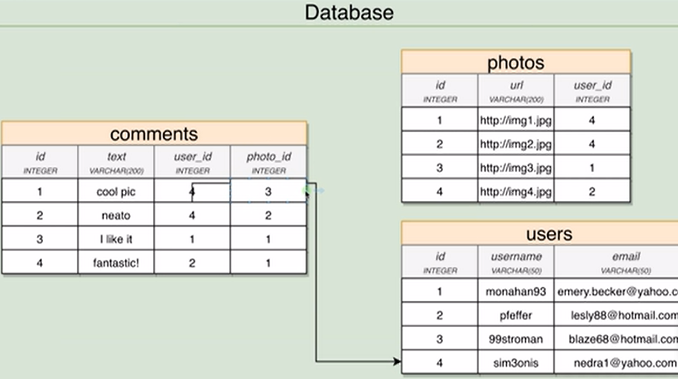 Database
photos
id url user_id
INTEGER VARCHAR(200) INTEGER
1 http://img1.jpg 4
2 http://img2.jpg 4
3 http://img3.jpg 1
4 http://img4.jpg 2
comments
id text user_id photo_id
INTEGER VARCHAR(200) INTEGER INTEGER
1 cool pic 4 3
2 neato 4 2
3 I like it 1 1
4 fantastic! 2 1
users
id username email
INTEGER VARCHAR(50) VARCHAR(50)
1 monahan93 emery.becker@yahoo.c
2 pfeffer lesly88@hotmail.com
3 99stroman blaze68@hotmail.com
4 sim3onis nedra1@yahoo.com